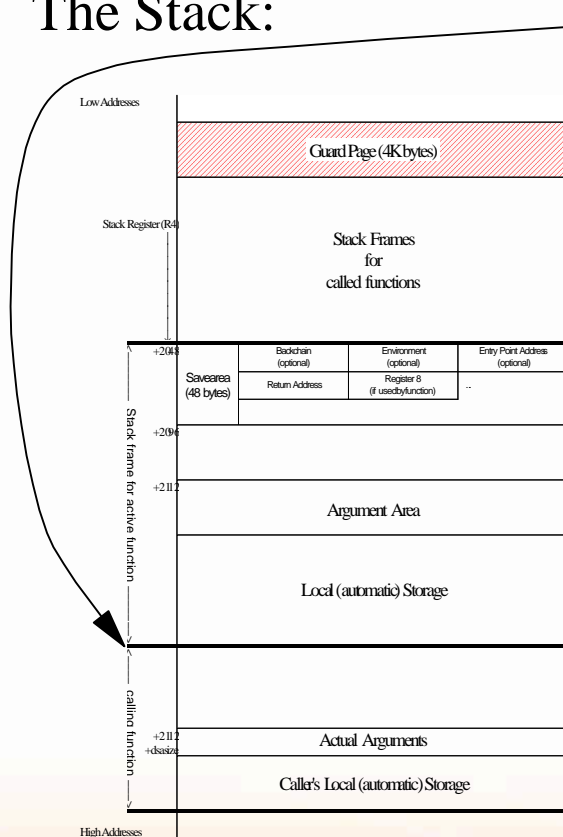 The Stack:
Low Addresses
Guard Page (4K bytes)
Stack Register (R4)
Stack Frames
for
called functions
+2048
Savearea
(48 bytes)
Backchain
(optional)
Environment
(optional)
Entry Point Address
(optional)
Return Address
Register 8
(if used by function)
..
+2096
+2112
Stack frame for active function
Argument Area
Local (automatic) Storage
calling function
+2112
+dsasize
Actual Arguments
Caller's Local (automatic) Storage
High Addresses